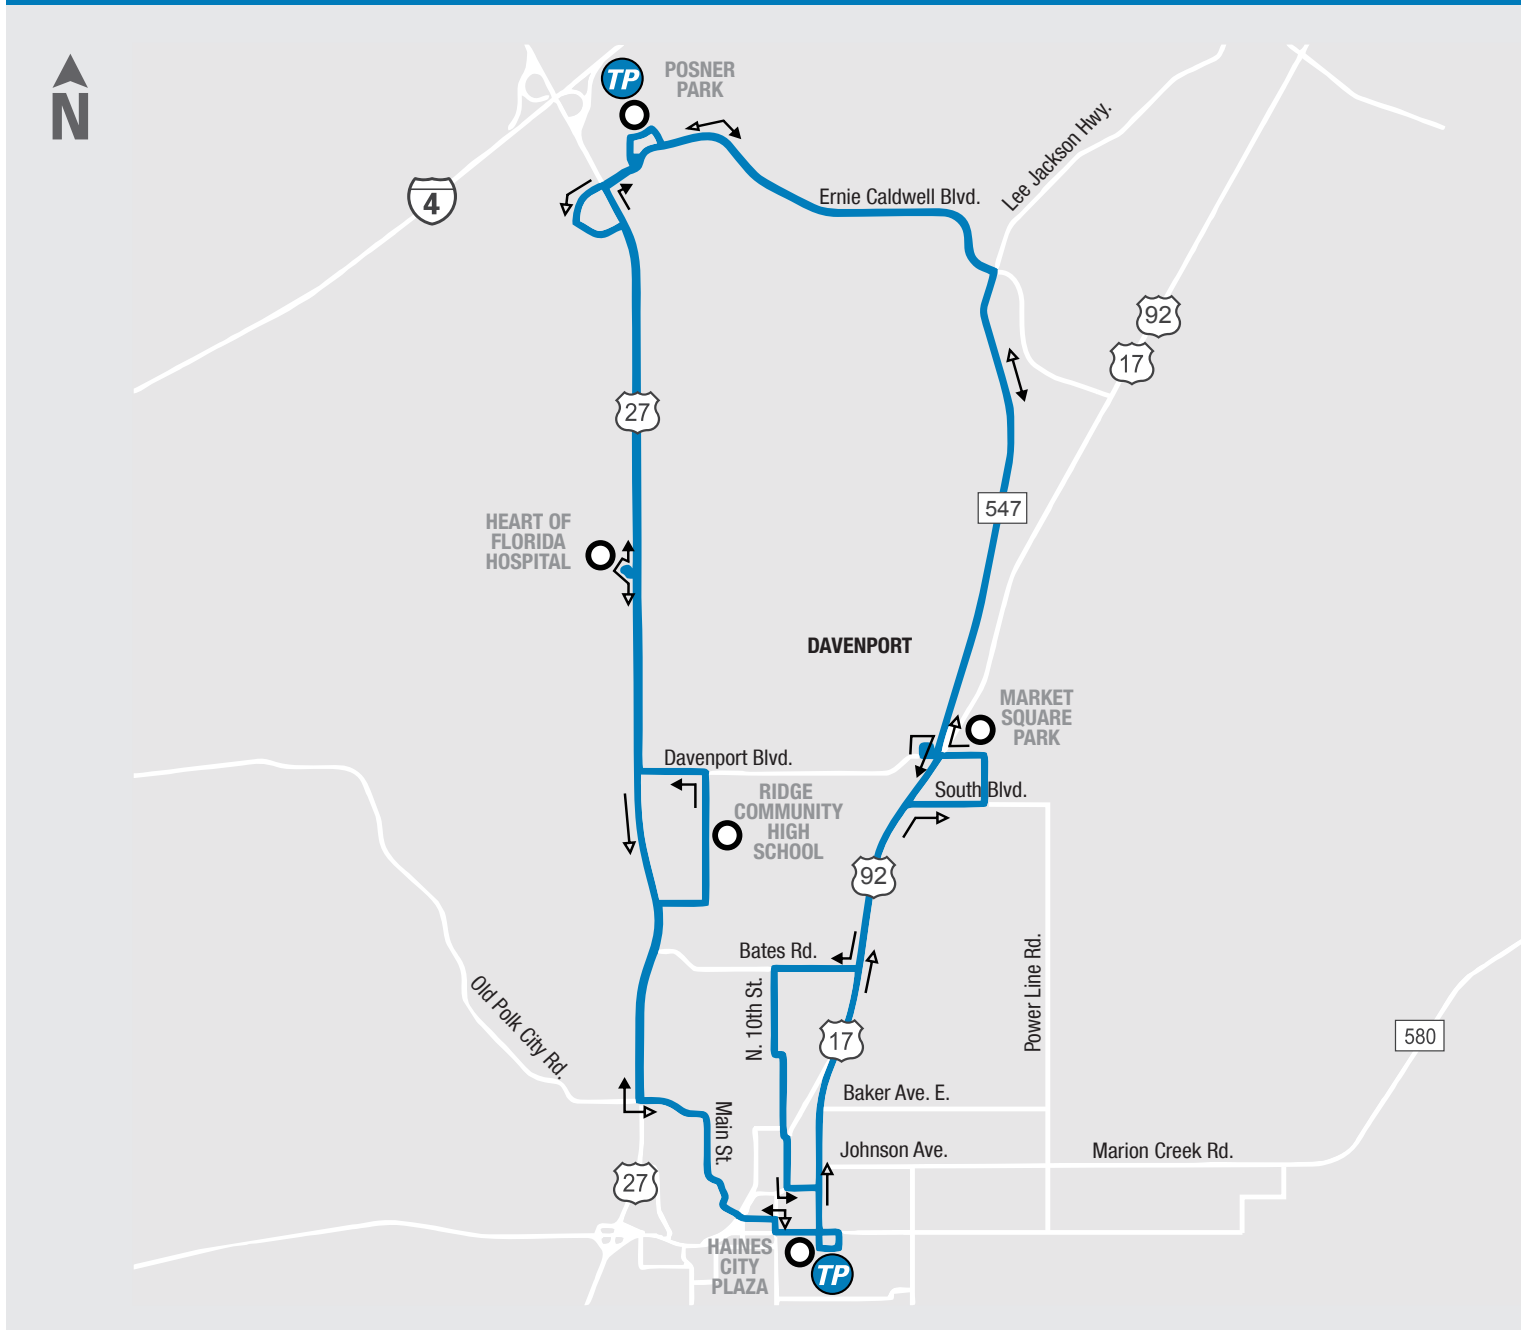 TP
POSNER
PARK
N
4
Ernie Caldwell Blvd.
Lee Jackson Hwy.
92
17
27
547
HEART OF
FLORIDA
HOSPITAL
DAVENPORT
MARKET
SQUARE
PARK
Davenport Blvd.
South Blvd.
RIDGE
COMMUNITY
HIGH
SCHOOL
92
Bates Rd.
N. 10th St.
Power Line Rd.
Old Polk City Rd.
17
580
Baker Ave. E.
Main St.
Johnson Ave.
Marion Creek Rd.
27
HAINES
CITY
PLAZA
TP